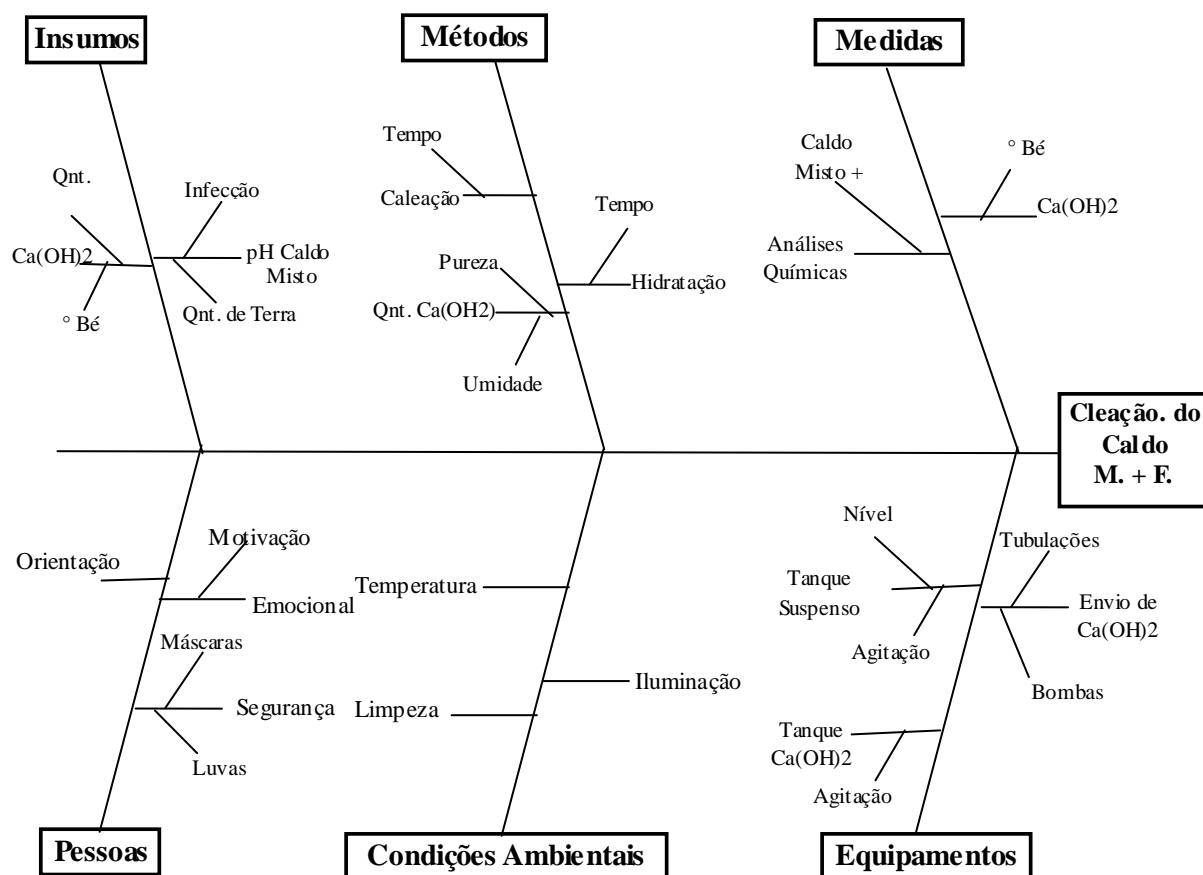 Insumos
Métodos
Medidas
Qnt.
Infecção
Ca(OH)2
pH Caldo
Misto
° Bé
Qnt. de Terra
Tempo
Caleação
Tempo
Pureza
Hidratação
Qnt. Ca(OH2)
Umidade
Caldo
Misto +
° Bé
Ca(OH)2
Análises
Químicas
Cleação. do
Caldo
M. + F.
Orientação
Motivação
Emocional
Máscaras
Segurança
Luvas
Temperatura
Iluminação
Limpeza
Nível
Tubulações
Tanque
Suspenso
Envio de
Ca(OH)2
Agitação
Bombas
Tanque
Ca(OH)2
Agitação
Pessoas
Condições Ambientais
Equipamentos